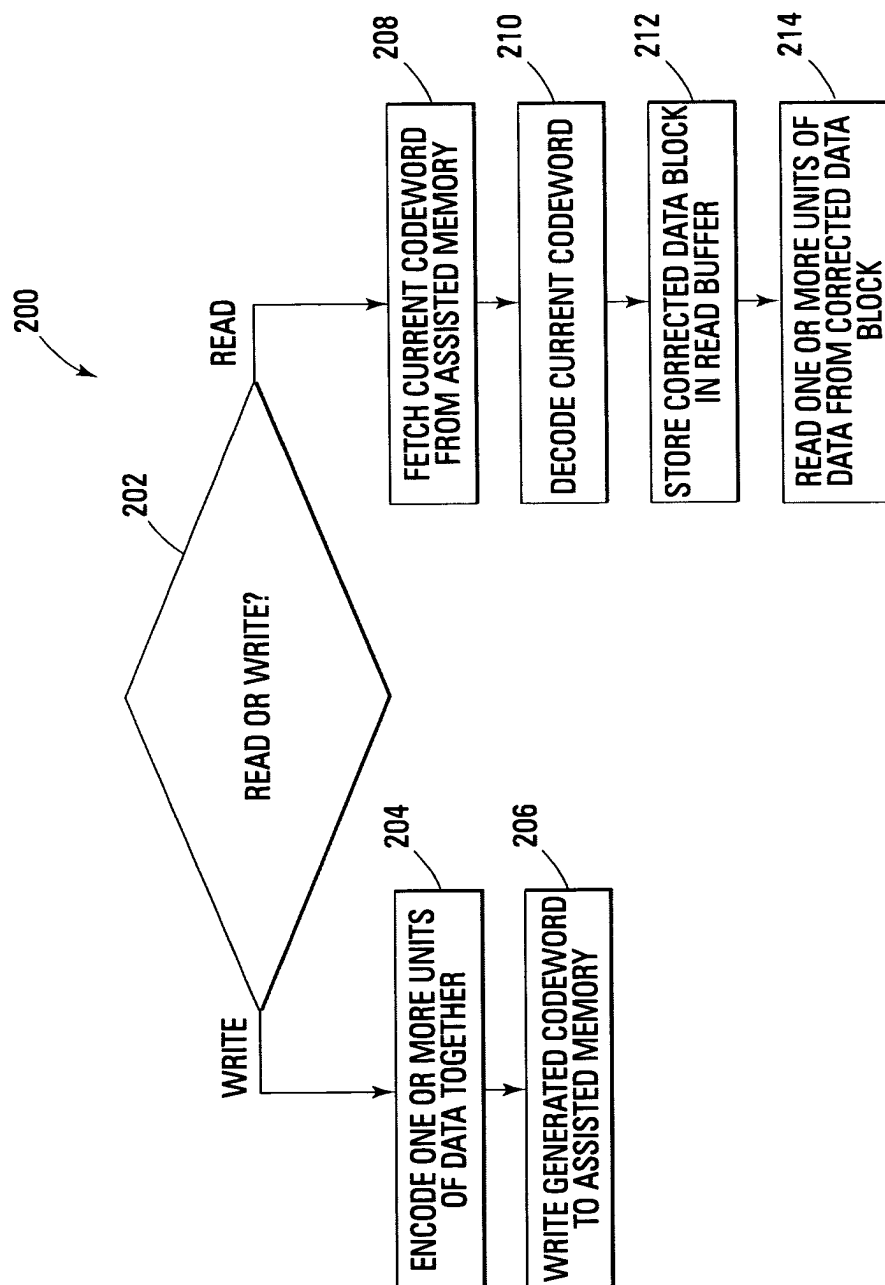 200
202
READ OR WRITE?
WRITE
READ
204
ENCODE ONE OR MORE UNITS
OF DATA TOGETHER
206
WRITE GENERATED CODEWORD
TO ASSISTED MEMORY
208
FETCH CURRENT CODEWORD
FROM ASSISTED MEMORY
210
DECODE CURRENT CODEWORD
212
STORE CORRECTED DATA BLOCK
IN READ BUFFER
214
READ ONE OR MORE UNITS OF
DATA FROM CORRECTED DATA
BLOCK